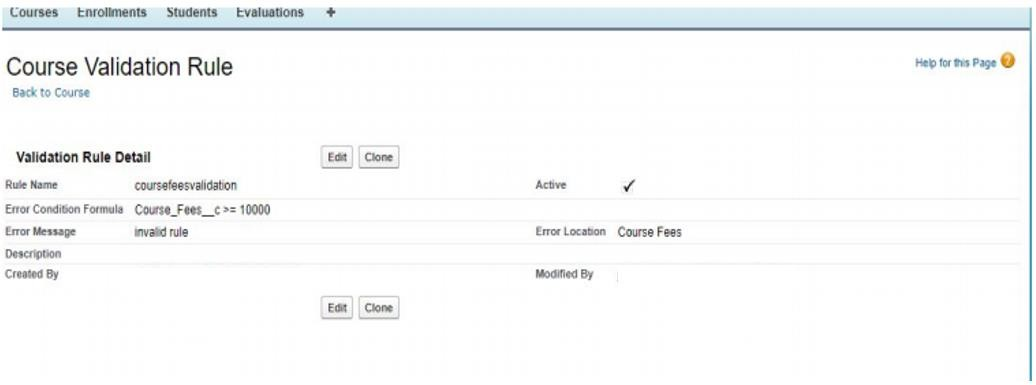 Courses Enrollments Students Evaluations +
Course Validation Rule
Help for this Page ?
Back to Course
Validation Rule Detail Edit Clone
Rule Name coursefeesvalidation Active ✓
Error Condition Formula Course_Fees__c >= 10000
Error Message invalid rule Error Location Course Fees
Description
Created By Modified By
Edit Clone